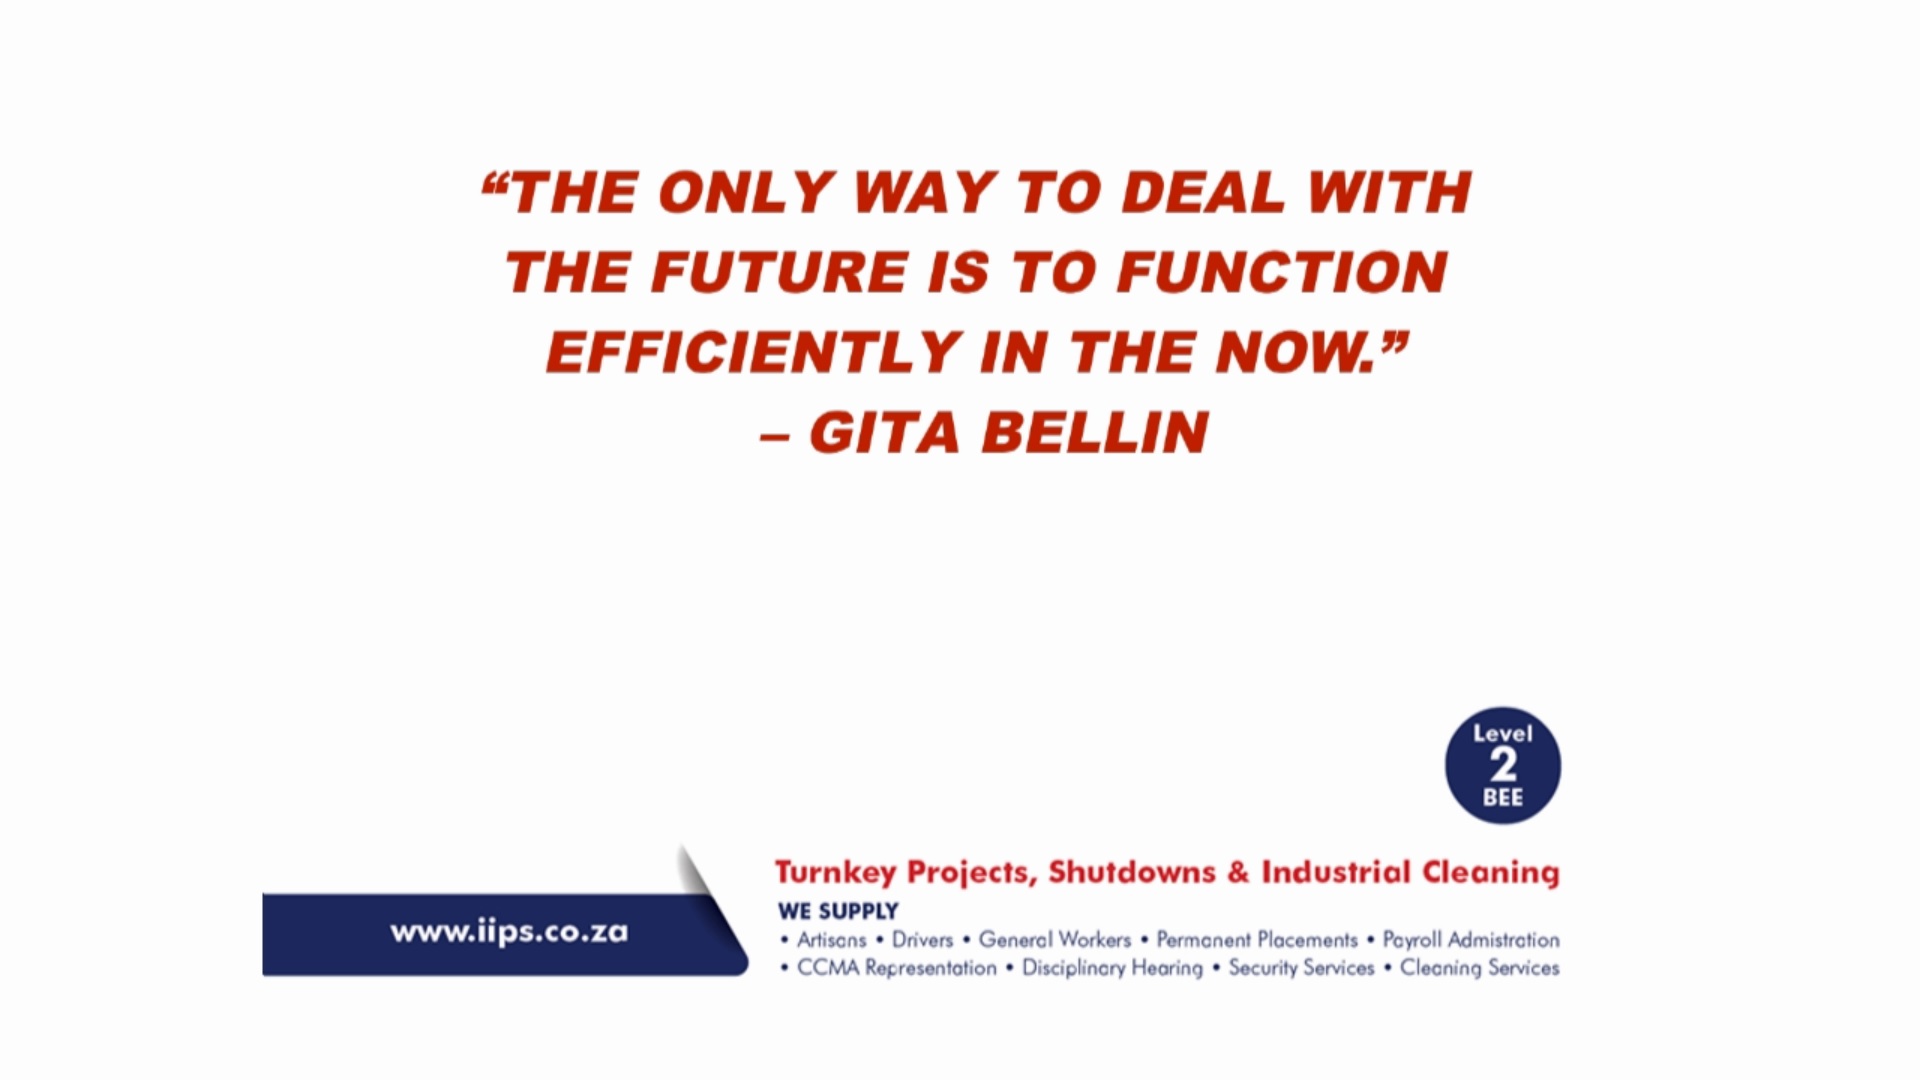 “THE ONLY WAY TO DEAL WITH
THE FUTURE IS TO FUNCTION
EFFICIENTLY IN THE NOW.”
– GITA BELLIN
Level
2
BEE
www.iips.co.za
Turnkey Projects, Shutdowns & Industrial Cleaning
WE SUPPLY
• Artisans • Drivers • General Workers • Permanent Placements • Payroll Admistration
• CCMA Representation • Disciplinary Hearing • Security Services • Cleaning Services